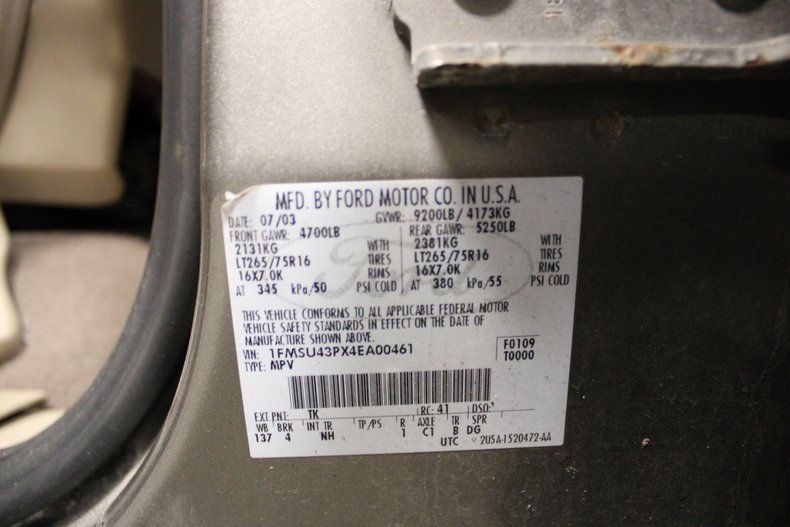 MFD. BY FORD MOTOR CO. IN U.S.A.
DATE: 07/03 GVWR: 9200LB/ 4173KG
FRONT GAWR: 4700LB REAR GAWR: 5250LB
2131KG WITH 2381KG WITH
LT265/75R16 TIRES LT265/75R16 TIRES
16X7.0K RIMS 16X7.0K RIMS
AT 345 kPa/50 PSI COLD AT 380 kPa/55 PSI COLD
Ford
THIS VEHICLE CONFORMS TO ALL APPLICABLE FEDERAL MOTOR
VEHICLE SAFETY STANDARDS IN EFFECT ON THE DATE OF
MANUFACTURE SHOWN ABOVE.
VIN: 1FMSU43PX4EA00461 F0109
TYPE: MPV T0000
EXT PNT: TK RC: 41 DSO:
WB BRK INT TR TP/PS R AXLE TR SPR
137 4 NH 1 C1 B DG
UTC 2U5A-1520472-AA